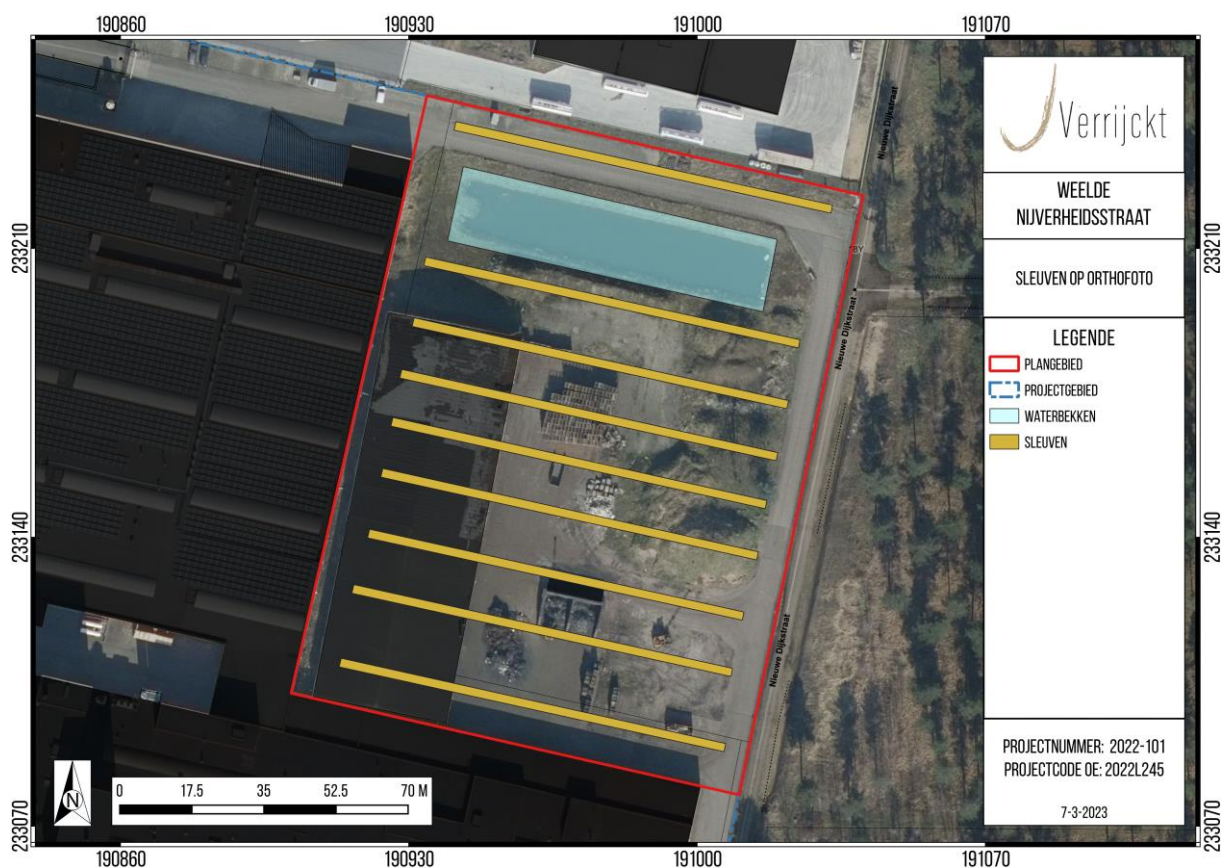 190860 190930 191000 191070
233210 233210
233140 233140
233070 233070
190860 190930 191000 191070
Nieuwe Dijkstraat
BY
Nieuwe Dijkstraat
Nieuwe Dijkstraat
Verrijckt
WEELDE
NIJVERHEIDSSTRAAT
SLEUVEN OP ORTHOFOTO
LEGENDE
PLANGEBIED
PROJECTGEBIED
WATERBEKKEN
SLEUVEN
PROJECTNUMMER: 2022-101
PROJECTCODE OE: 2022L245
7-3-2023
N
0 17.5 35 52.5 70 M